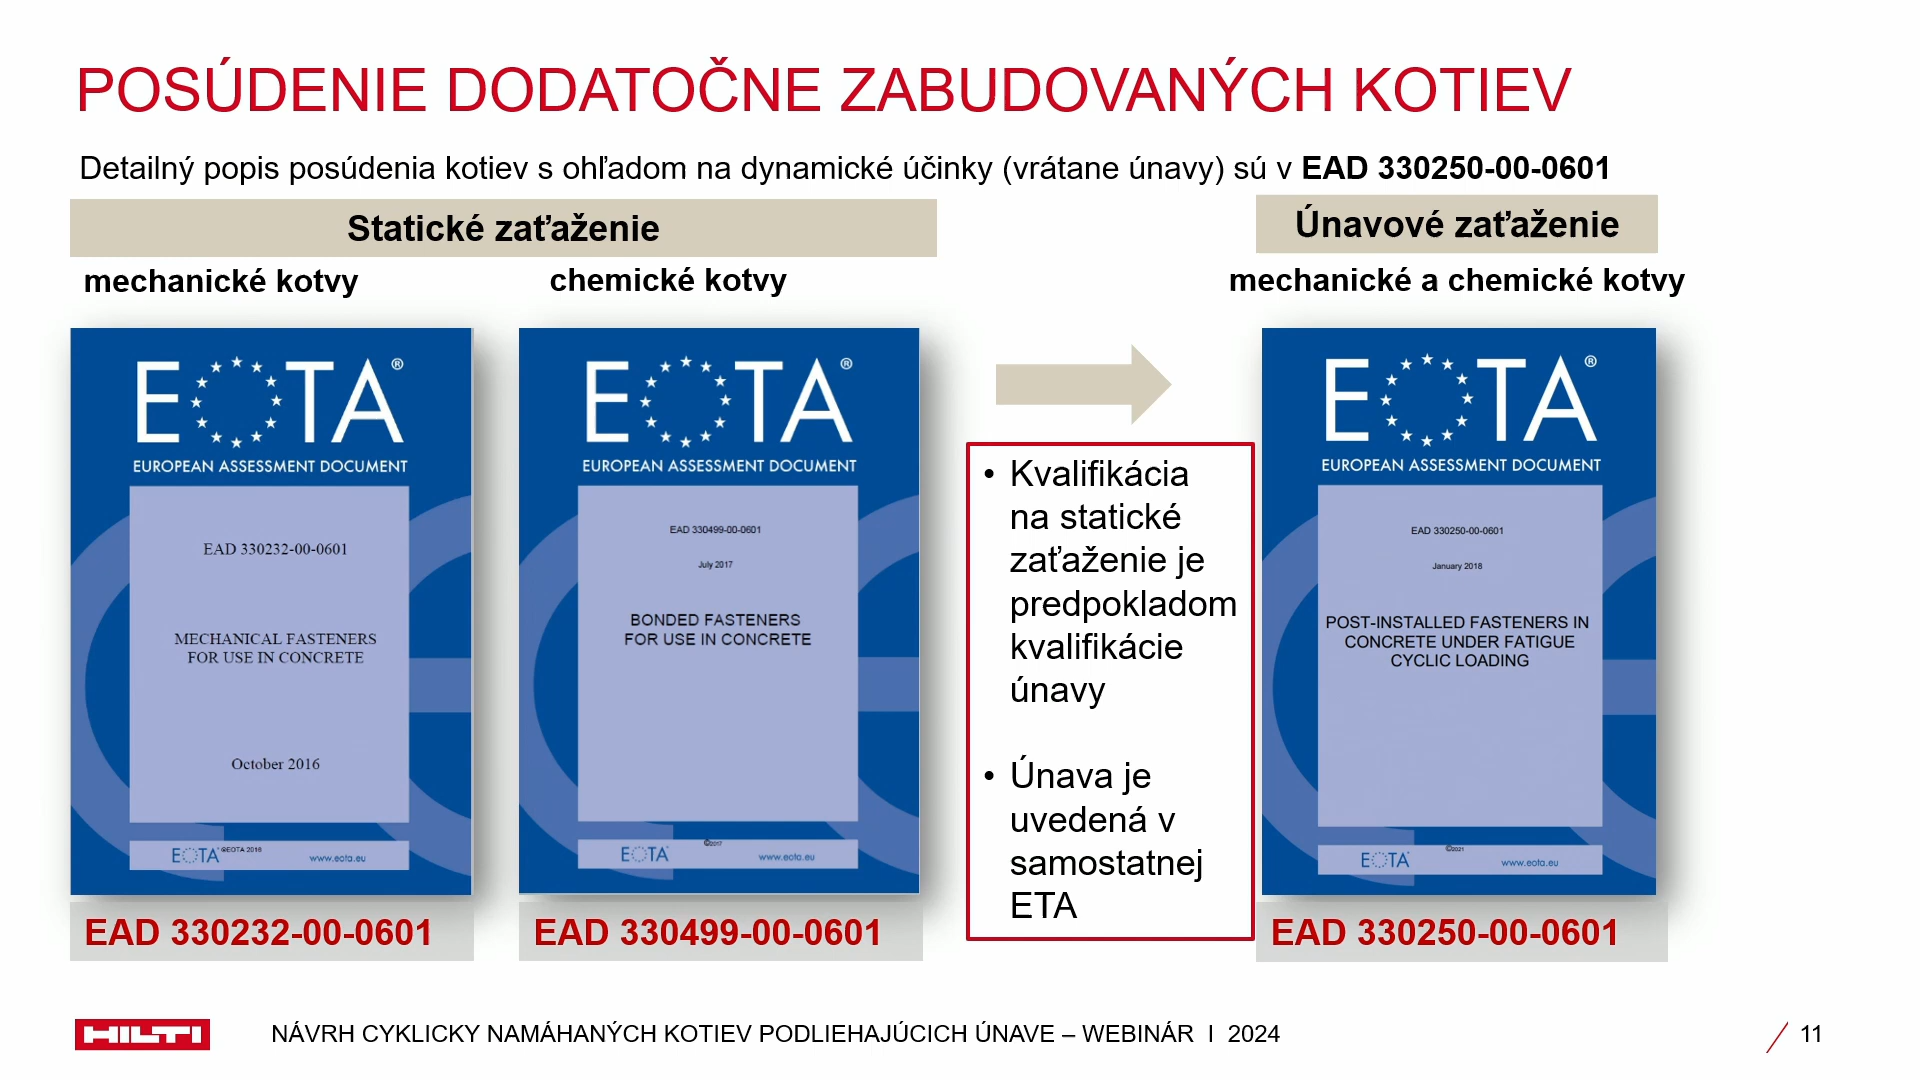 POSÚDENIE DODATOČNE ZABUDOVANÝCH KOTIEV
Detailný popis posúdenia kotiev s ohľadom na dynamické účinky (vrátane únavy) sú v EAD 330250-00-0601
Statické zaťaženie
mechanické kotvy
chemické kotvy
EOTA®
EUROPEAN ASSESSMENT DOCUMENT
EAD 330232-00-0601
MECHANICAL FASTENERS
FOR USE IN CONCRETE
October 2016
EOTA ©EOTA 2016 www.eota.eu
EAD 330232-00-0601
EOTA®
EUROPEAN ASSESSMENT DOCUMENT
EAD 330499-00-0601
July 2017
BONDED FASTENERS
FOR USE IN CONCRETE
EOTA ©2017 www.eota.eu
EAD 330499-00-0601
• Kvalifikácia
na statické
zaťaženie je
predpokladom
kvalifikácie
únavy
• Únava je
uvedená v
samostatnej
ETA
Únavové zaťaženie
mechanické a chemické kotvy
EOTA®
EUROPEAN ASSESSMENT DOCUMENT
EAD 330250-00-0601
January 2018
POST-INSTALLED FASTENERS IN
CONCRETE UNDER FATIGUE
CYCLIC LOADING
EOTA ©2021 www.eota.eu
EAD 330250-00-0601
HILTI
NÁVRH CYKLICKY NAMÁHANÝCH KOTIEV PODLIEHAJÚCICH ÚNAVE – WEBINÁR I 2024
11